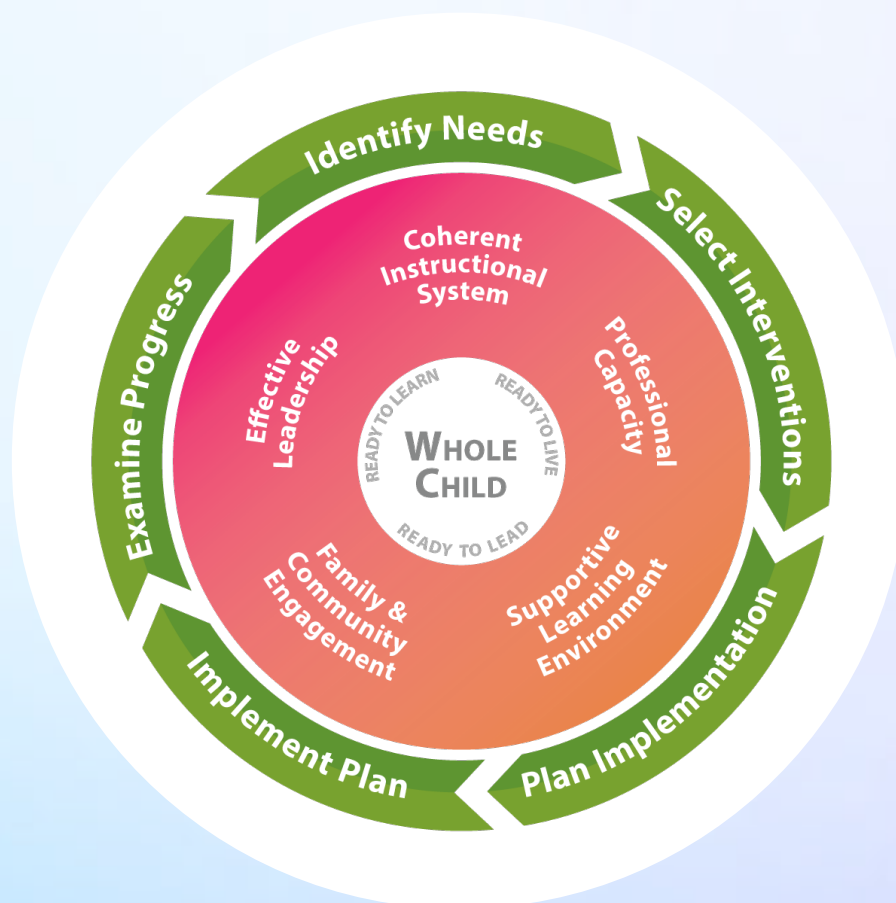 Identify Needs
Select Interventions
Plan Implementation
Implement Plan
Examine Progress
Coherent
Instructional
System
Professional
Capacity
Supportive
Learning
Environment
Family &
Community
Engagement
Effective
Leadership
READY TO LEARN
READY TO LIVE
READY TO LEAD
WHOLE
CHILD